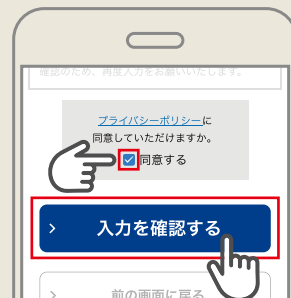 確認のため、再度入力をお願いいたします。
プライバシーポリシーに
同意していただけますか。
同意する
入力を確認する
前の画面に戻る